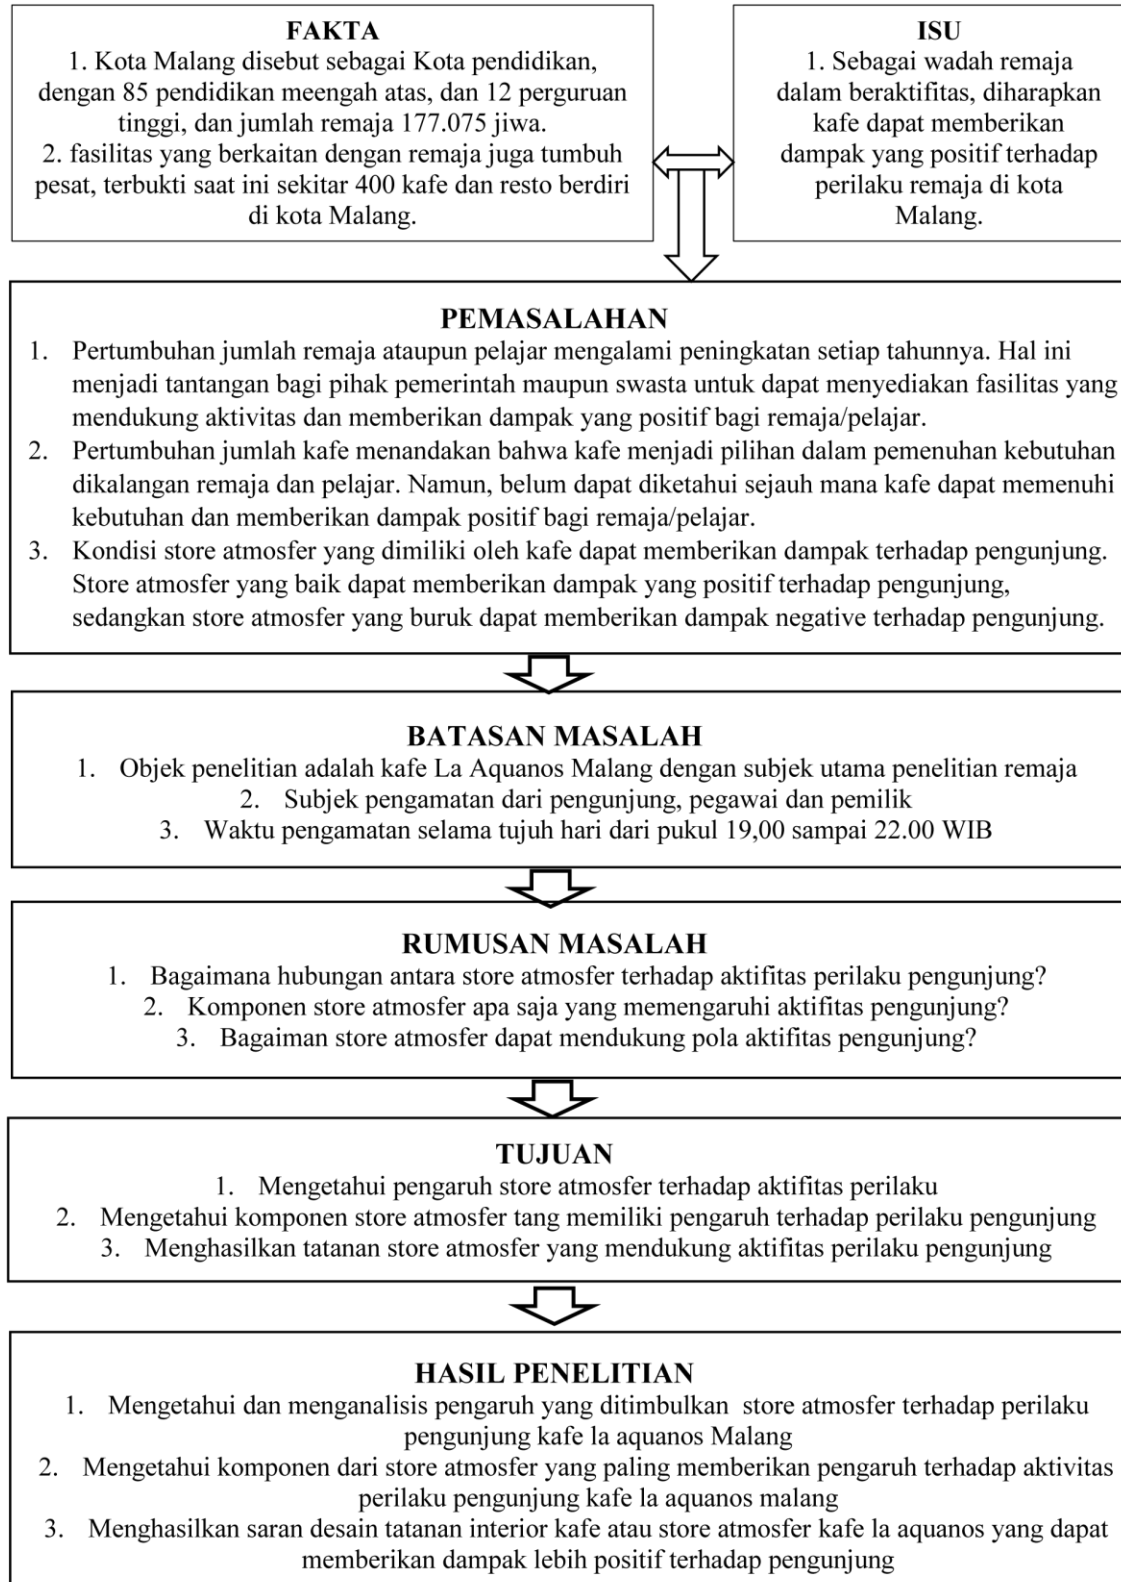 FAKTA
1. Kota Malang disebut sebagai Kota pendidikan,
dengan 85 pendidikan meengah atas, dan 12 perguruan
tinggi, dan jumlah remaja 177.075 jiwa.
2. fasilitas yang berkaitan dengan remaja juga tumbuh
pesat, terbukti saat ini sekitar 400 kafe dan resto berdiri
di kota Malang.
ISU
1. Sebagai wadah remaja
dalam beraktifitas, diharapkan
kafe dapat memberikan
dampak yang positif terhadap
perilaku remaja di kota
Malang.
PEMASALAHAN
1. Pertumbuhan jumlah remaja ataupun pelajar mengalami peningkatan setiap tahunnya. Hal ini
menjadi tantangan bagi pihak pemerintah maupun swasta untuk dapat menyediakan fasilitas yang
mendukung aktivitas dan memberikan dampak yang positif bagi remaja/pelajar.
2. Pertumbuhan jumlah kafe menandakan bahwa kafe menjadi pilihan dalam pemenuhan kebutuhan
dikalangan remaja dan pelajar. Namun, belum dapat diketahui sejauh mana kafe dapat memenuhi
kebutuhan dan memberikan dampak positif bagi remaja/pelajar.
3. Kondisi store atmosfer yang dimiliki oleh kafe dapat memberikan dampak terhadap pengunjung.
Store atmosfer yang baik dapat memberikan dampak yang positif terhadap pengunjung,
sedangkan store atmosfer yang buruk dapat memberikan dampak negative terhadap pengunjung.
BATASAN MASALAH
1. Objek penelitian adalah kafe La Aquanos Malang dengan subjek utama penelitian remaja
2. Subjek pengamatan dari pengunjung, pegawai dan pemilik
3. Waktu pengamatan selama tujuh hari dari pukul 19,00 sampai 22.00 WIB
RUMUSAN MASALAH
1. Bagaimana hubungan antara store atmosfer terhadap aktifitas perilaku pengunjung?
2. Komponen store atmosfer apa saja yang memengaruhi aktifitas pengunjung?
3. Bagaiman store atmosfer dapat mendukung pola aktifitas pengunjung?
TUJUAN
1. Mengetahui pengaruh store atmosfer terhadap aktifitas perilaku
2. Mengetahui komponen store atmosfer tang memiliki pengaruh terhadap perilaku pengunjung
3. Menghasilkan tatanan store atmosfer yang mendukung aktifitas perilaku pengunjung
HASIL PENELITIAN
1. Mengetahui dan menganalisis pengaruh yang ditimbulkan store atmosfer terhadap perilaku
pengunjung kafe la aquanos Malang
2. Mengetahui komponen dari store atmosfer yang paling memberikan pengaruh terhadap aktivitas
perilaku pengunjung kafe la aquanos malang
3. Menghasilkan saran desain tatanan interior kafe atau store atmosfer kafe la aquanos yang dapat
memberikan dampak lebih positif terhadap pengunjung